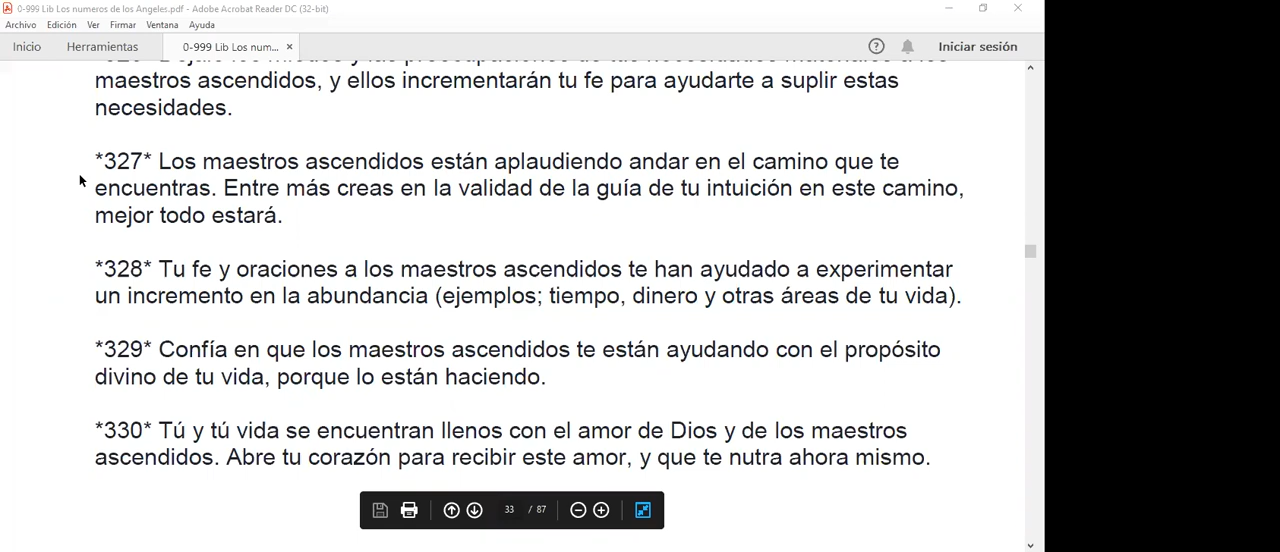 0-999 Lib Los numeros de los Angeles.pdf - Adobe Acrobat Reader DC (32-bit)
Archivo Edición Ver Firmar Ventana Ayuda
Inicio Herramientas 0-999 Lib Los num... × Iniciar sesión
maestros ascendidos, y ellos incrementarán tu fe para ayudarte a suplir estas
necesidades.
*327* Los maestros ascendidos están aplaudiendo andar en el camino que te
encuentras. Entre más creas en la validad de la guía de tu intuición en este camino,
mejor todo estará.
*328* Tu fe y oraciones a los maestros ascendidos te han ayudado a experimentar
un incremento en la abundancia (ejemplos; tiempo, dinero y otras áreas de tu vida).
*329* Confía en que los maestros ascendidos te están ayudando con el propósito
divino de tu vida, porque lo están haciendo.
*330* Tú y tú vida se encuentran llenos con el amor de Dios y de los maestros
ascendidos. Abre tu corazón para recibir este amor, y que te nutra ahora mismo.
33 / 87